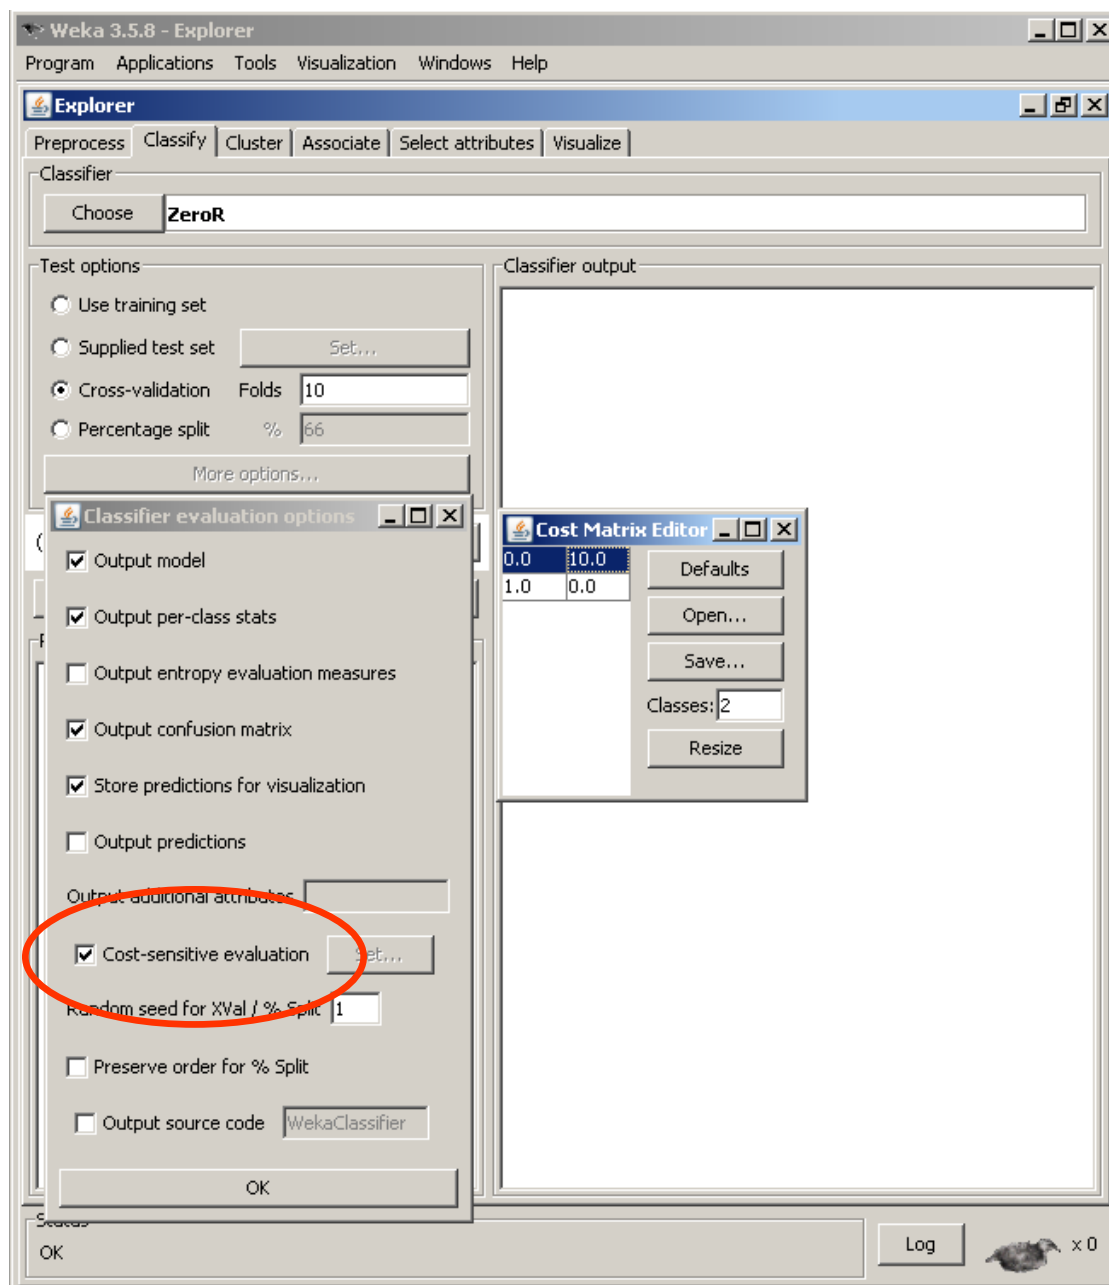 Weka 3.5.8 - Explorer
Program Applications Tools Visualization Windows Help
Explorer
Preprocess Classify Cluster Associate Select attributes Visualize
Classifier
Choose ZeroR
Test options
Use training set
Supplied test set Set...
Cross-validation Folds 10
Percentage split % 66
More options...
Classifier output
Classifier evaluation options
Output model
Output per-class stats
Output entropy evaluation measures
Output confusion matrix
Store predictions for visualization
Output predictions
Output additional attributes
Cost-sensitive evaluation Set...
Random seed for XVal / % Split 1
Preserve order for % Split
Output source code WekaClassifier
OK
Cost Matrix Editor
0.0 10.0
1.0 0.0
Defaults
Open...
Save...
Classes: 2
Resize
Status
OK
Log
x 0